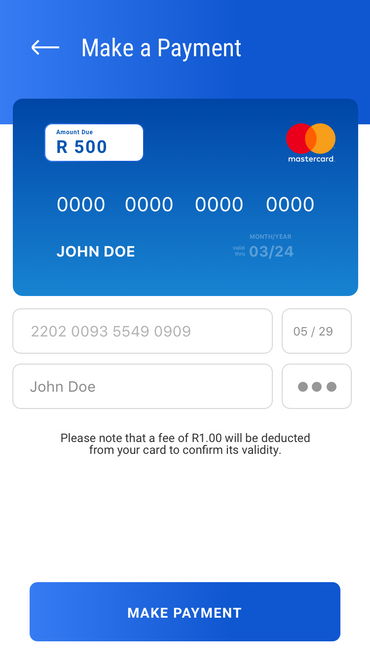 Make a Payment
Amount Due
R 500
mastercard.
0000 0000 0000 0000
MONTH/YEAR
JOHN DOE
valid thru
03/24
2202 0093 5549 0909
05 / 29
John Doe
Please note that a fee of R1.00 will be deducted
from your card to confirm its validity.
MAKE PAYMENT